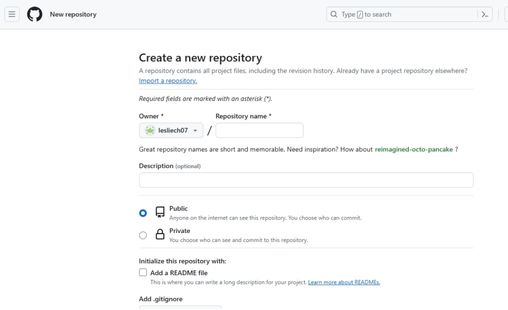 New repository
Type / to search
Create a new repository
A repository contains all project files, including the revision history. Already have a project repository elsewhere?
Import a repository.
Required fields are marked with an asterisk (*).
Owner * Repository name *
lesliech07 /
Great repository names are short and memorable. Need inspiration? How about reimagined-octo-pancake ?
Description (optional)
Public
Anyone on the internet can see this repository. You choose who can commit.
Private
You choose who can see and commit to this repository.
Initialize this repository with:
Add a README file
This is where you can write a long description for your project. Learn more about READMEs.
Add .gitignore